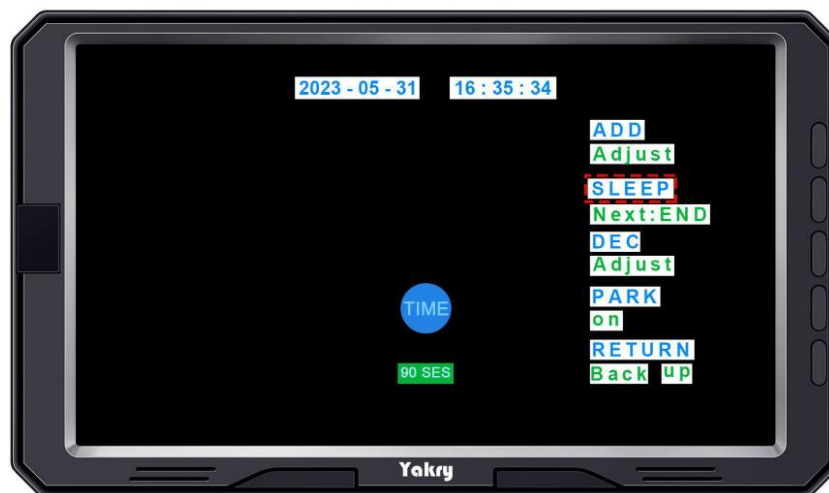 2023 - 05 - 31 16 : 35 : 34
ADD
Adjust
SLEEP
Next:END
DEC
Adjust
PARK
on
RETURN
Back up
TIME
90 SES
Yakry